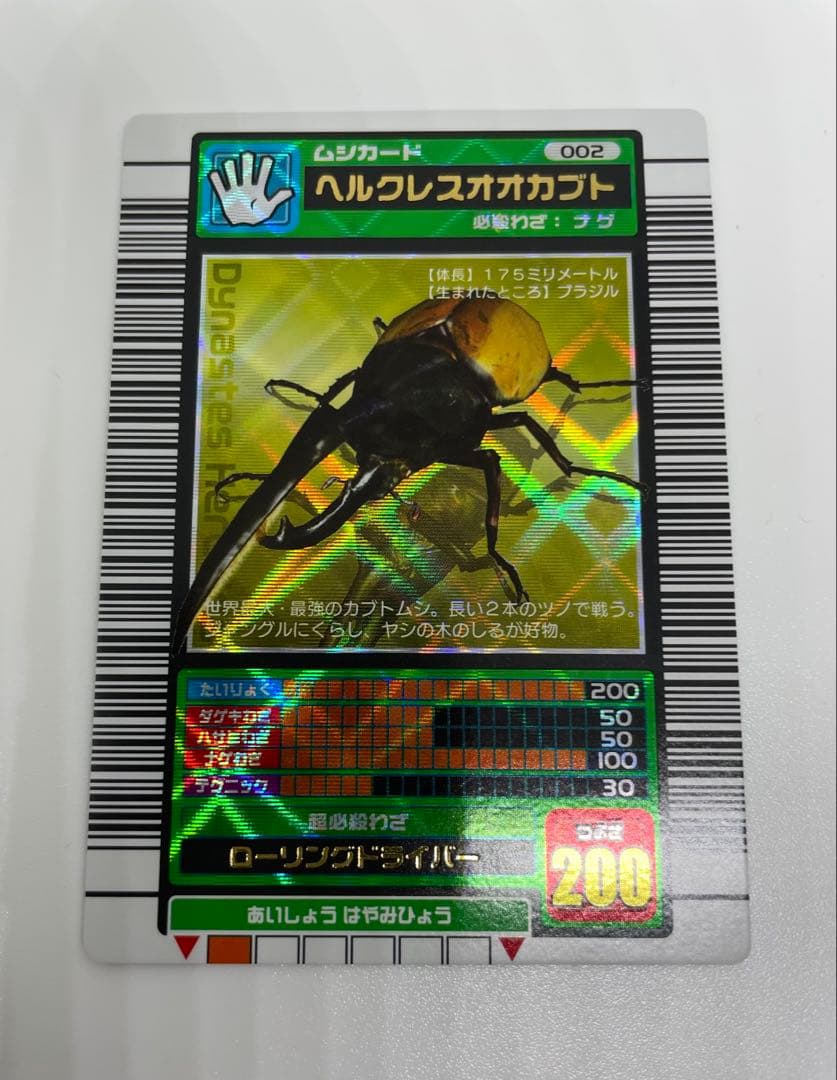 ムシカード
002
ヘルクレスオオカブト
必殺わざ：ナゲ
【体長】175ミリメートル
【生まれたところ】ブラジル
Dynastes Her
世界最大・最強のカブトムシ。長い2本のツノで戦う。
ジャングルにくらし、ヤシの木のしるが好物。
たいりょく 200
ダゲキわざ 50
ハサミわざ 50
ナゲわざ 100
テクニック 30
超必殺わざ
ローリングドライバー
つよさ
200
あいしょうはやみひょう